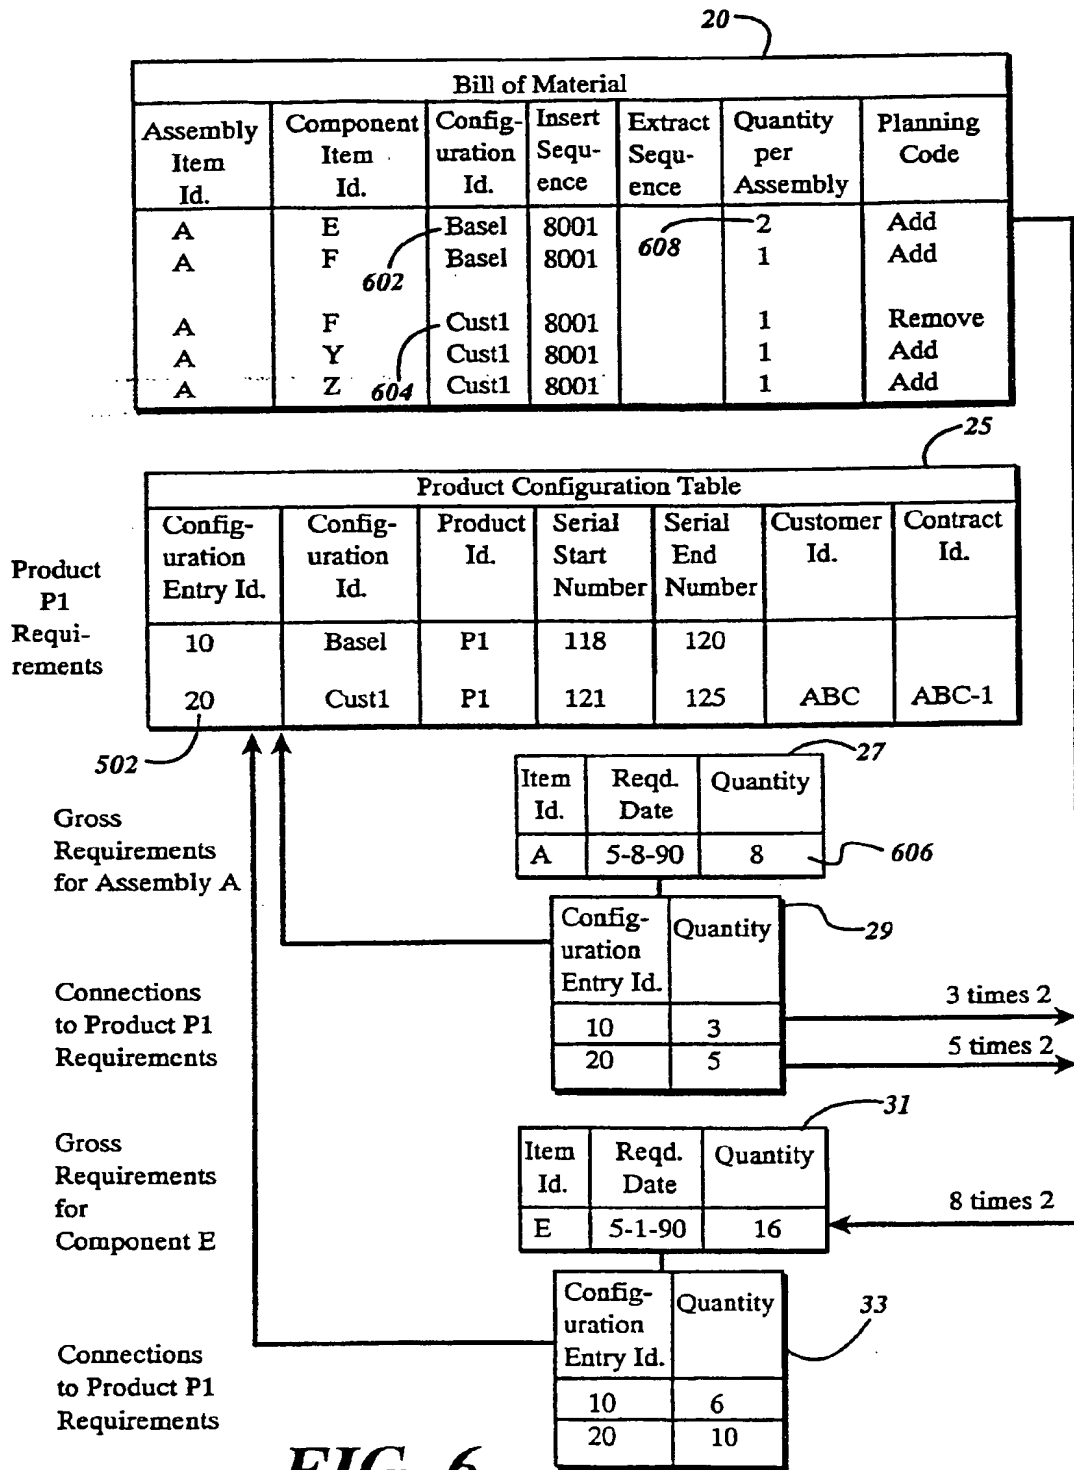 20
Bill of Material
Assembly Item Id. Component Item Id. Config- uration Id. Insert Sequ- ence Extract Sequ- ence Quantity per Assembly Planning Code
A E Basel 8001 2 Add
602 608
A F Basel 8001 1 Add
A F Cust1 8001 1 Remove
A Y Cust1 8001 1 Add
A Z 604 Cust1 8001 1 Add
25
Product Configuration Table
Config- uration Entry Id. Config- uration Id. Product Id. Serial Start Number Serial End Number Customer Id. Contract Id.
Product
P1
Requi-
rements
10 Basel P1 118 120
20 Cust1 P1 121 125 ABC ABC-1
502
27
Gross
Requirements
for Assembly A
Item Id. Reqd. Date Quantity
A 5-8-90 8 606
29
Config- uration Entry Id. Quantity
Connections
to Product P1
Requirements
10 3 3 times 2
20 5 5 times 2
31
Gross
Requirements
for
Component E
Item Id. Reqd. Date Quantity
E 5-1-90 16 8 times 2
33
Config- uration Entry Id. Quantity
Connections
to Product P1
Requirements
10 6
20 10
FIG. 6